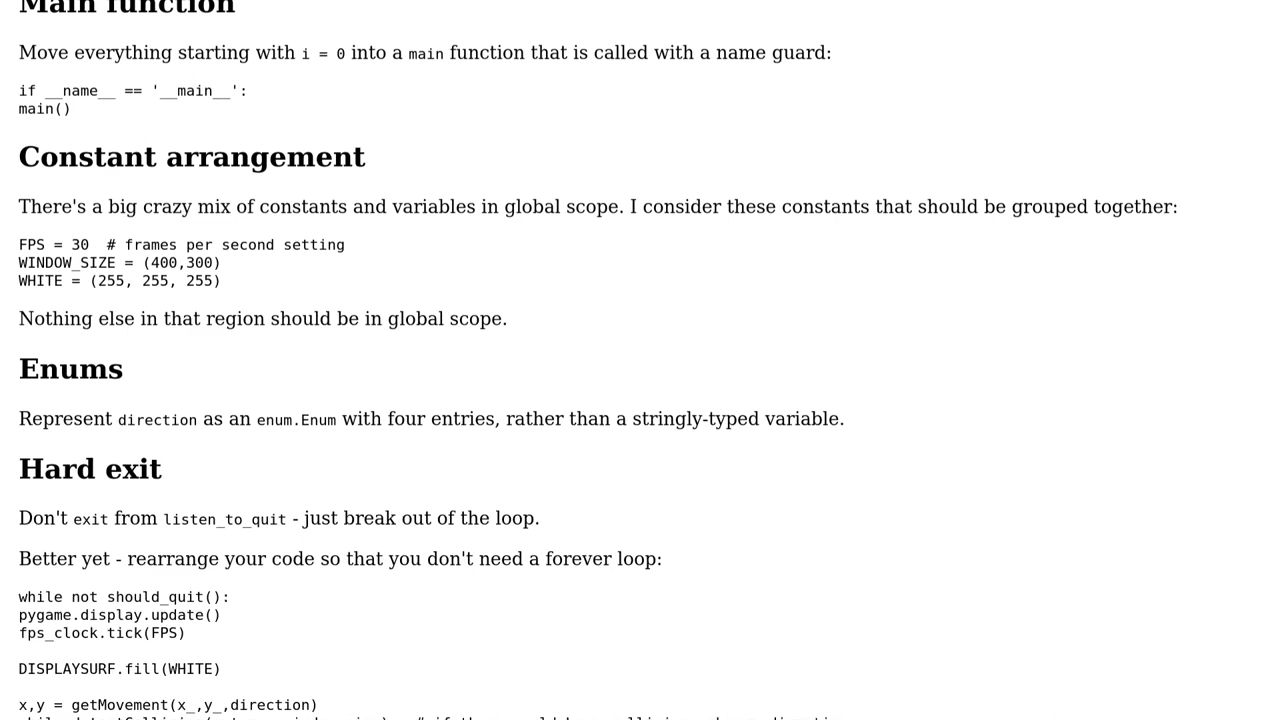 Main function
Move everything starting with i = 0 into a main function that is called with a name guard:
if __name__ == '__main__':
main()
Constant arrangement
There's a big crazy mix of constants and variables in global scope. I consider these constants that should be grouped together:
FPS = 30  # frames per second setting
WINDOW_SIZE = (400,300)
WHITE = (255, 255, 255)
Nothing else in that region should be in global scope.
Enums
Represent direction as an enum.Enum with four entries, rather than a stringly-typed variable.
Hard exit
Don't exit from listen_to_quit - just break out of the loop.
Better yet - rearrange your code so that you don't need a forever loop:
while not should_quit():
pygame.display.update()
fps_clock.tick(FPS)
DISPLAYSURF.fill(WHITE)
x,y = getMovement(x_,y_,direction)